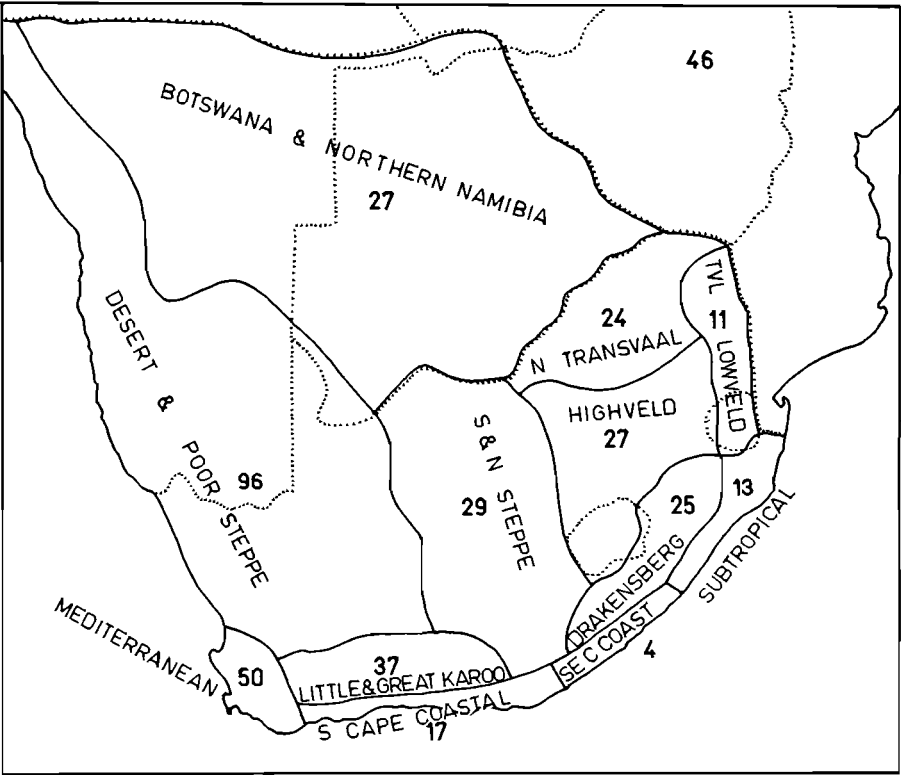 46
BOTSWANA & NORTHERN NAMIBIA
27
DESERT & POOR STEPPE
96
N TRANSVAAL
24
TVL LOWVELD
11
HIGHVELD
27
S & N STEPPE
29
DRAKENSBERG
25
13
SUBTROPICAL
SE C COAST
4
MEDITERRANEAN
50
37
LITTLE & GREAT KAROO
S CAPE COASTAL
17